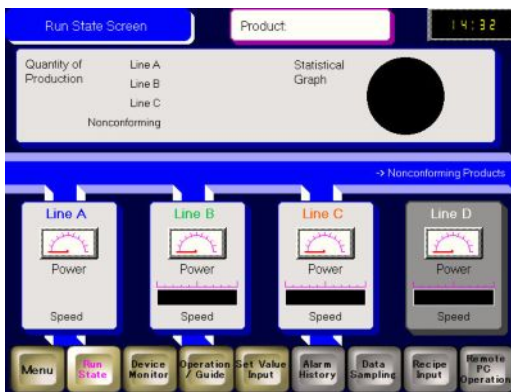 Run State Screen
Product:
14:32
Quantity of Production
Line A
Line B
Line C
Nonconforming
Statistical Graph
-> Nonconforming Products
Line A
Line B
Line C
Line D
Power
Power
Power
Power
Speed
Speed
Speed
Speed
Menu
Run State
Device Monitor
Operation / Guide
Set Value Input
Alarm History
Data Sampling
Recipe Input
Remote PC Operation